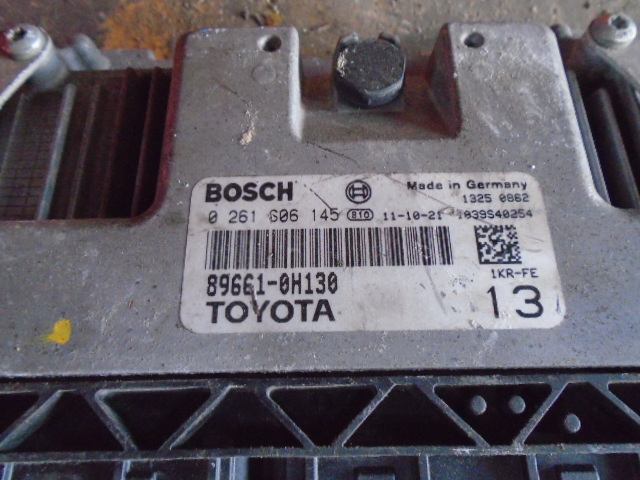 BOSCH Made in Germany
1325 0862
0 261 S06 145 810 11-10-21 1039S40254
89661-0H130 1KR-FE
TOYOTA 13